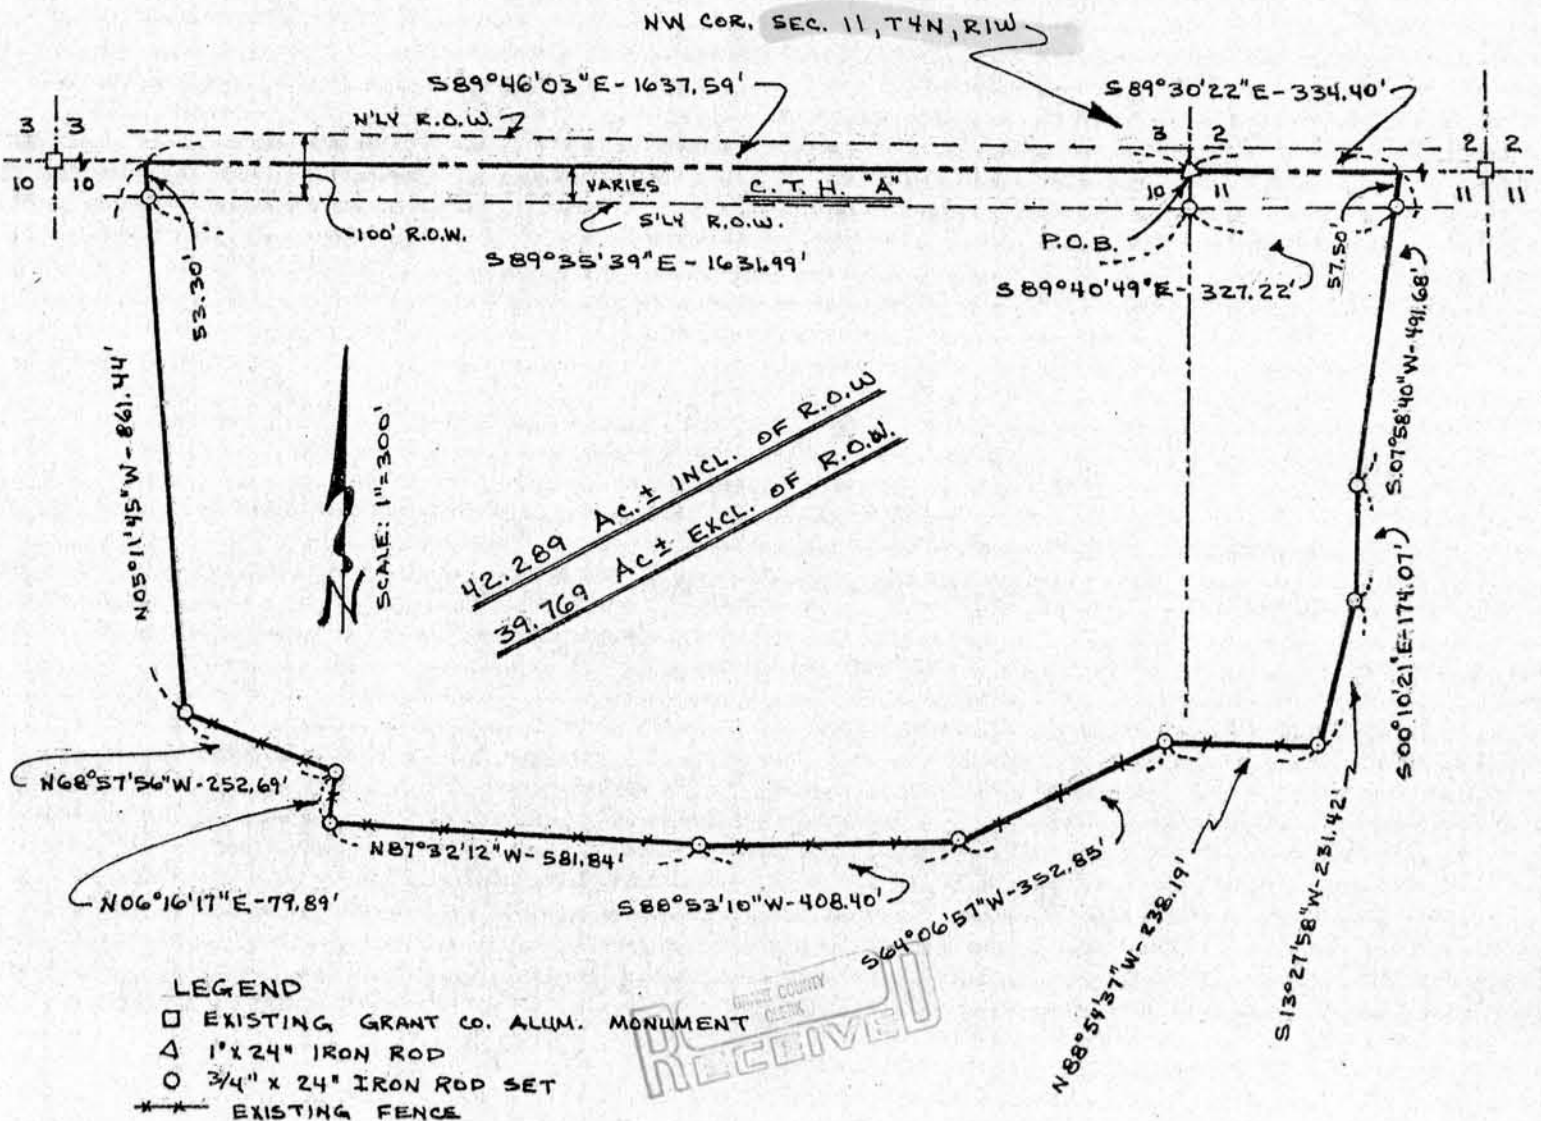 NW COR. SEC. 11, T4N, R1W
S89°46'03"E - 1637.59'
S89°30'22"E - 334.40'
N'LY R.O.W.
3 3
10 10
3 2
10 11
2 2
11 11
VARIES
C. T. H. "A"
S'LY R.O.W.
100' R.O.W.
P.O.B.
53.30'
57.50'
S89°35'39"E - 1631.99'
S89°40'49"E - 327.22'
N05°11'45"W - 861.44'
SCALE: 1"=300'
N
42.289 AC.± INCL. OF R.O.W
39.769 AC± EXCL. OF R.O.W.
S.07°58'40"W - 491.68'
S.00°10'21"E - 174.07'
S.13°27'58"W - 231.42'
N68°57'56"W - 252.69'
N87°32'12"W - 581.84'
N06°16'17"E - 79.89'
S88°53'10"W - 408.40'
S64°06'57"W - 352.85'
N88°54'37"W - 238.19'
LEGEND
EXISTING GRANT CO. ALUM. MONUMENT
1" X 24" IRON ROD
3/4" X 24" IRON ROD SET
EXISTING FENCE
GRANT COUNTY
CLERK
RECEIVED